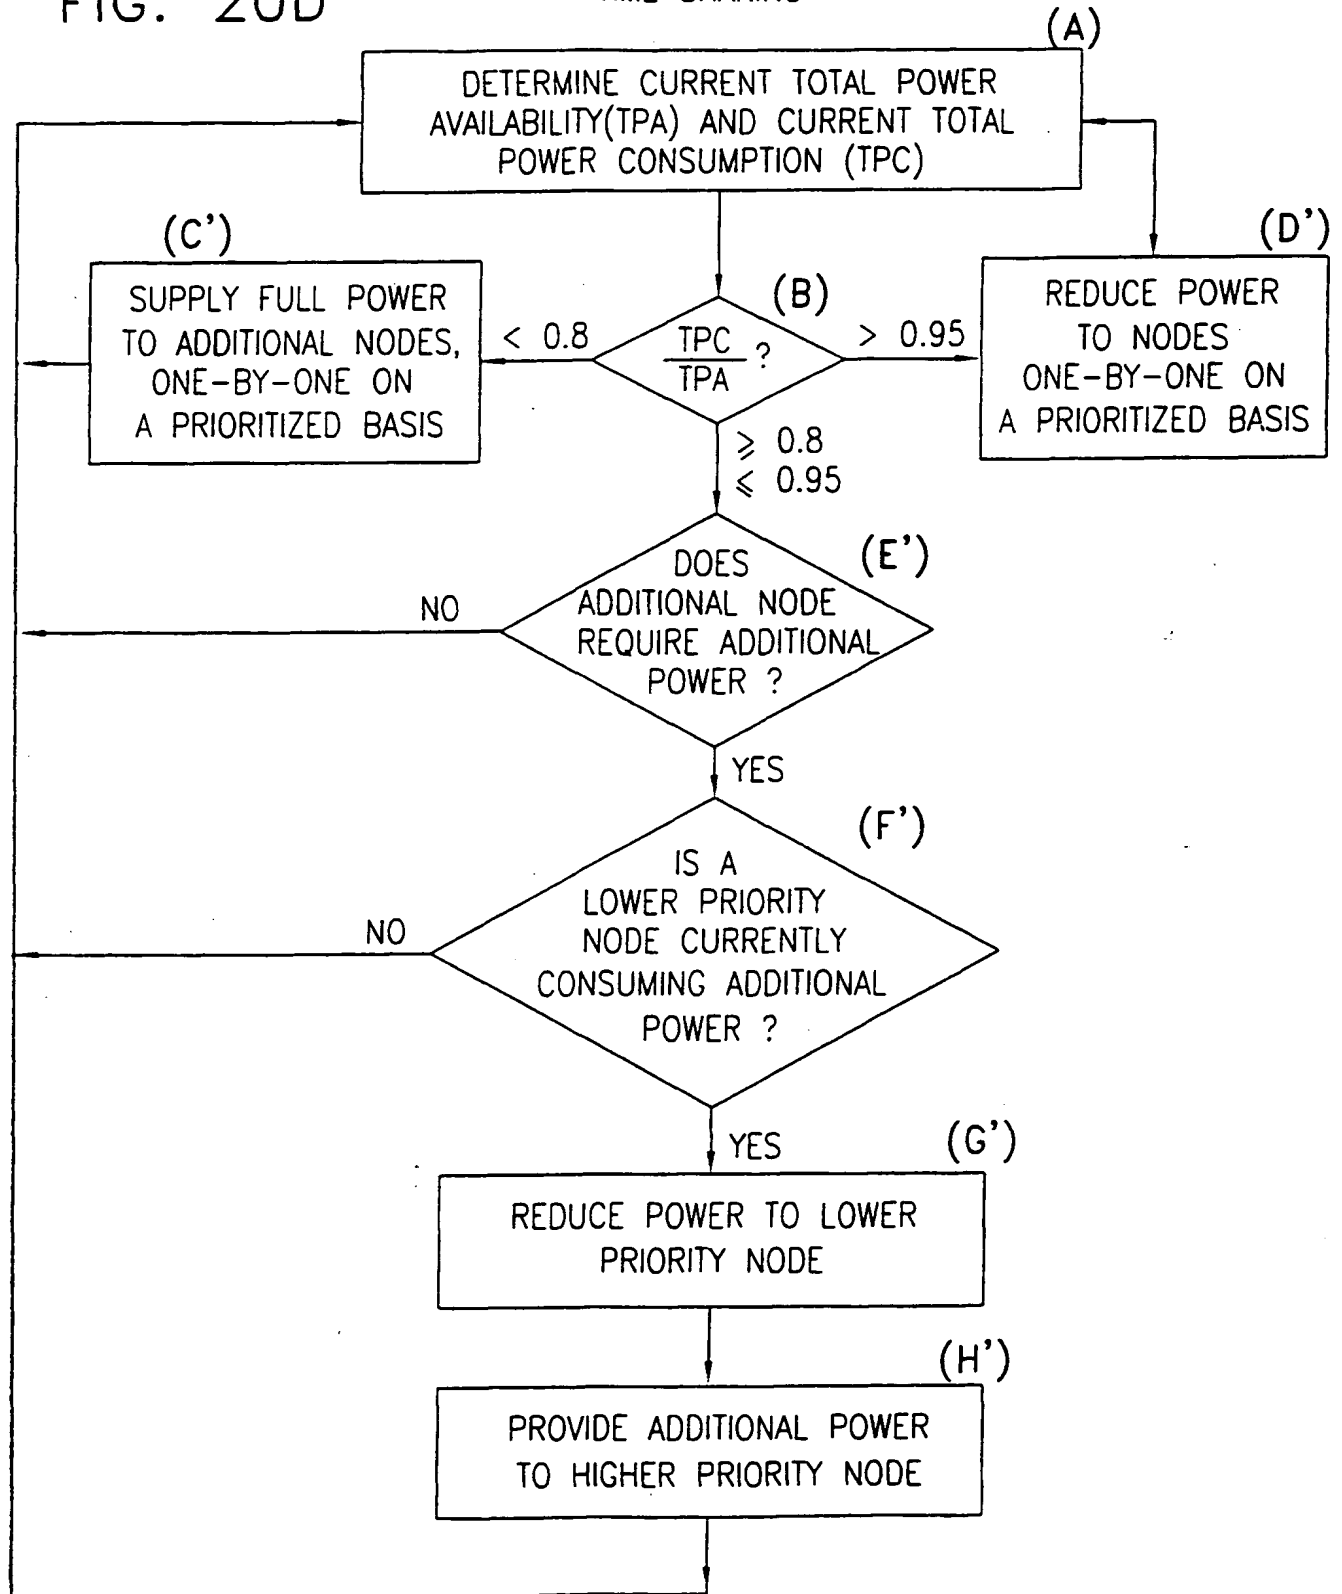 FIG. 20D
(A)
DETERMINE CURRENT TOTAL POWER
AVAILABILITY(TPA) AND CURRENT TOTAL
POWER CONSUMPTION (TPC)
(C')
SUPPLY FULL POWER
TO ADDITIONAL NODES,
ONE-BY-ONE ON
A PRIORITIZED BASIS
< 0.8
(B)
TPC
TPA
?
> 0.95
(D')
REDUCE POWER
TO NODES
ONE-BY-ONE ON
A PRIORITIZED BASIS
⩾ 0.8
⩽ 0.95
(E')
DOES
ADDITIONAL NODE
REQUIRE ADDITIONAL
POWER ?
NO
YES
(F')
IS A
LOWER PRIORITY
NODE CURRENTLY
CONSUMING ADDITIONAL
POWER ?
NO
YES
(G')
REDUCE POWER TO LOWER
PRIORITY NODE
(H')
PROVIDE ADDITIONAL POWER
TO HIGHER PRIORITY NODE